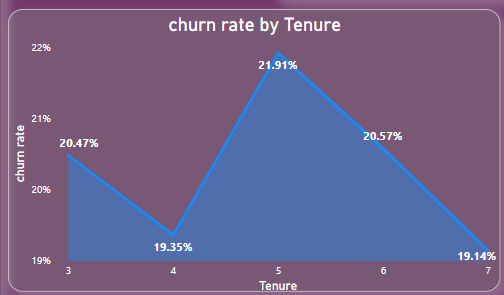 churn rate by Tenure
22%
21.91%
21%
20.57%
20.47%
churn rate
20%
19.35%
19.14%
19%
3 4 5 6 7
Tenure